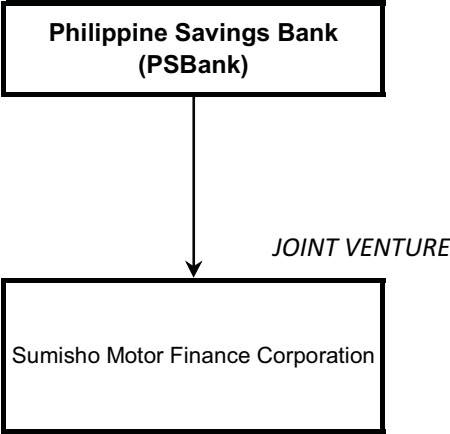 Philippine Savings Bank
(PSBank)
JOINT VENTURE
Sumisho Motor Finance Corporation